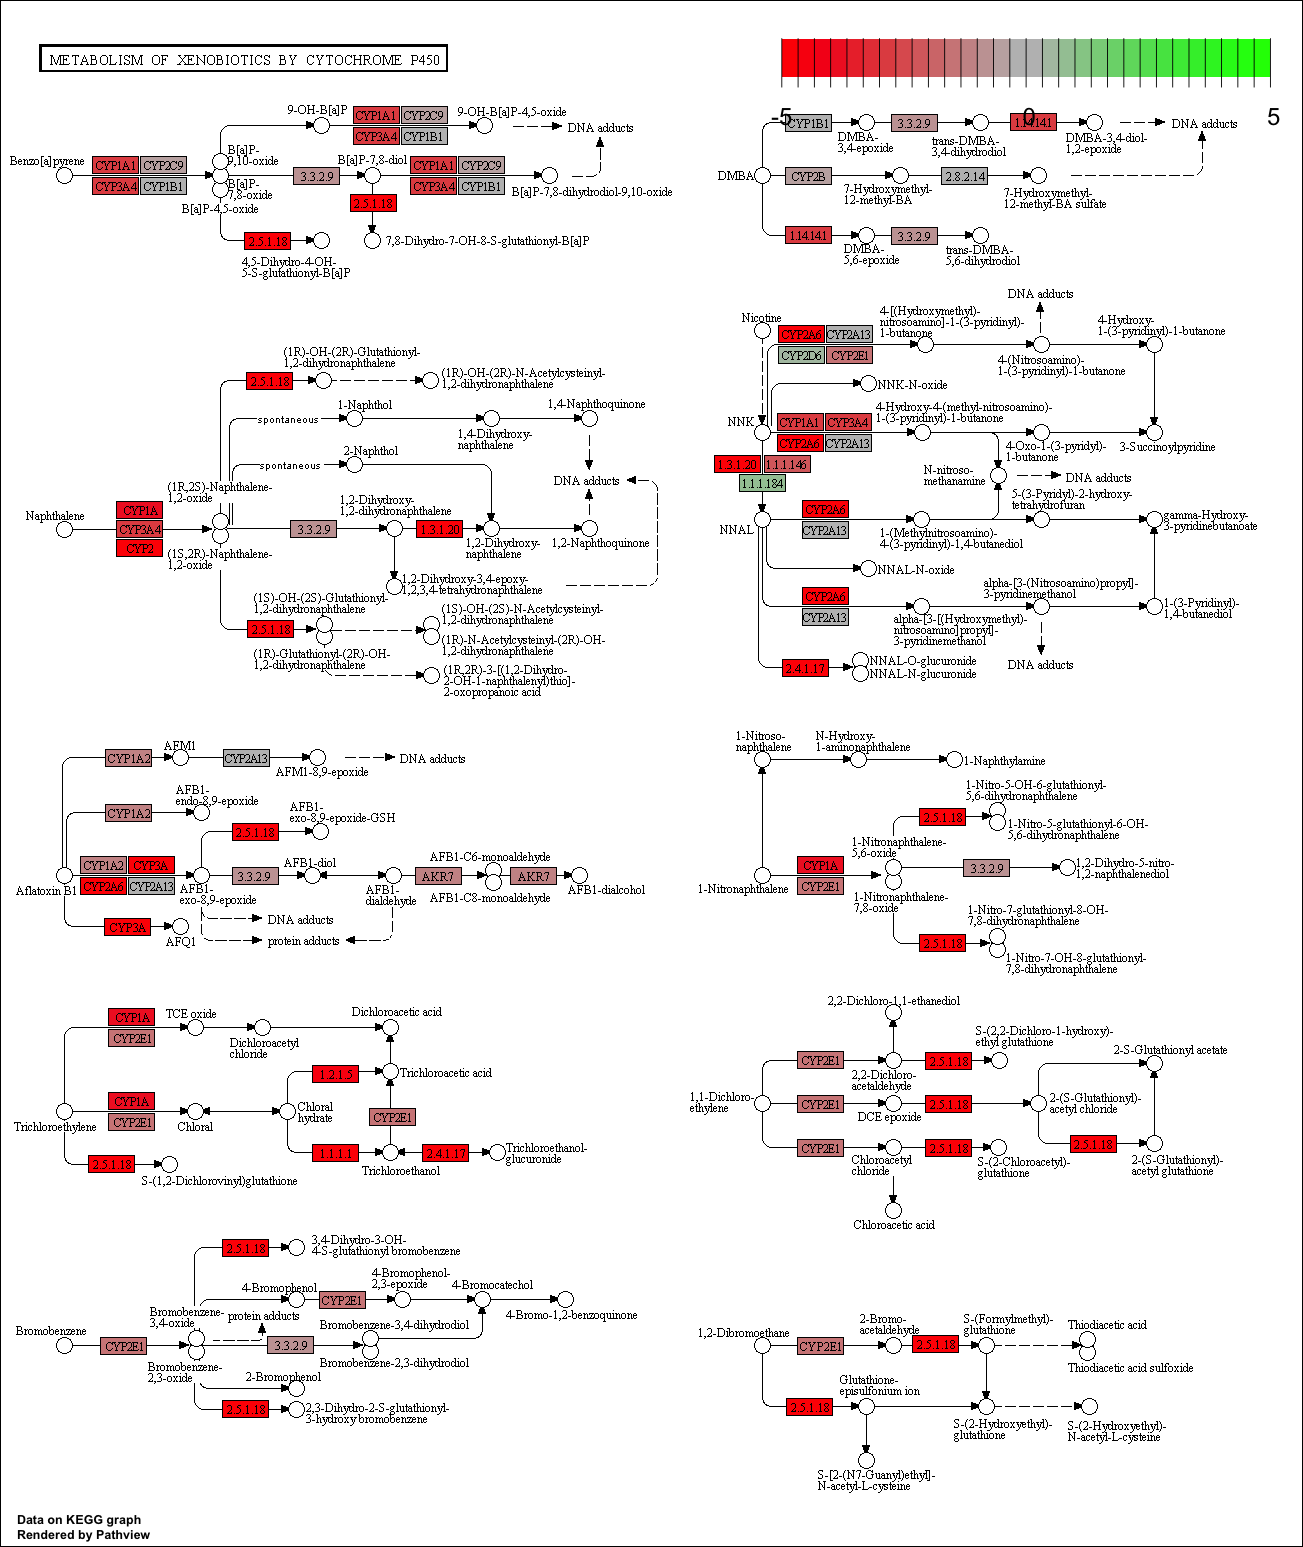 METABOLISM OF XENOBIOTICS BY CYTOCHROME P450
-5
0
5
9-OH-B[a]P
CYP1A1
CYP2C9
CYP3A4
CYP1B1
9-OH-B[a]P-4,5-oxide
DNA adducts
Benzo[a]pyrene
CYP1A1
CYP2C9
CYP3A4
CYP1B1
B[a]P-
9,10-oxide
B[a]P-
7,8-oxide
B[a]P-4,5-oxide
3.3.2.9
B[a]P-7,8-diol
CYP1A1
CYP2C9
CYP3A4
CYP1B1
B[a]P-7,8-dihydrodiol-9,10-oxide
2.5.1.18
7,8-Dihydro-7-OH-8-S-glutathionyl-B[a]P
2.5.1.18
4,5-Dihydro-4-OH-
5-S-glutathionyl-B[a]P
CYP1B1
DMBA-
3,4-epoxide
3.3.2.9
trans-DMBA-
3,4-dihydrodiol
1.14.14.1
DMBA-3,4-diol-
1,2-epoxide
DNA adducts
DMBA
CYP2B
7-Hydroxymethyl-
12-methyl-BA
2.8.2.14
7-Hydroxymethyl-
12-methyl-BA sulfate
1.14.14.1
DMBA-
5,6-epoxide
3.3.2.9
trans-DMBA-
5,6-dihydrodiol
(1R)-OH-(2R)-Glutathionyl-
1,2-dihydronaphthalene
2.5.1.18
(1R)-OH-(2R)-N-Acetylcysteinyl-
1,2-dihydronaphthalene
spontaneous
1-Naphthol
1,4-Dihydroxy-
naphthalene
1,4-Naphthoquinone
spontaneous
2-Naphthol
DNA adducts
Naphthalene
CYP1A
CYP3A4
CYP2
(1R,2S)-Naphthalene-
1,2-oxide
(1S,2R)-Naphthalene-
1,2-oxide
3.3.2.9
1,2-Dihydroxy-
1,2-dihydronaphthalene
1.3.1.20
1,2-Dihydroxy-
naphthalene
1,2-Naphthoquinone
1,2-Dihydroxy-3,4-epoxy-
1,2,3,4-tetrahydronaphthalene
(1S)-OH-(2S)-Glutathionyl-
1,2-dihydronaphthalene
2.5.1.18
(1R)-Glutathionyl-(2R)-OH-
1,2-dihydronaphthalene
(1S)-OH-(2S)-N-Acetylcysteinyl-
1,2-dihydronaphthalene
(1R)-N-Acetylcysteinyl-(2R)-OH-
1,2-dihydronaphthalene
(1R,2R)-3-[(1,2-Dihydro-
2-OH-1-naphthalenyl)thio]-
2-oxopropanoic acid
Nicotine
CYP2A6
CYP2A13
CYP2D6
CYP2E1
4-[(Hydroxymethyl)-
nitrosoamino]-1-(3-pyridinyl)-
1-butanone
DNA adducts
4-(Nitrosoamino)-
1-(3-pyridinyl)-1-butanone
4-Hydroxy-
1-(3-pyridinyl)-1-butanone
NNK-N-oxide
NNK
CYP1A1
CYP3A4
CYP2A6
CYP2A13
4-Hydroxy-4-(methyl-nitrosoamino)-
1-(3-pyridinyl)-1-butanone
4-Oxo-1-(3-pyridyl)-
1-butanone
3-Succinoylpyridine
1.3.1.20
1.1.1.146
1.1.1.184
N-nitroso-
methanamine
DNA adducts
NNAL
CYP2A6
CYP2A13
1-(Methylnitrosoamino)-
4-(3-pyridinyl)-1,4-butanediol
5-(3-Pyridyl)-2-hydroxy-
tetrahydrofuran
gamma-Hydroxy-
3-pyridinebutanoate
NNAL-N-oxide
CYP2A6
CYP2A13
alpha-[3-[(Hydroxymethyl)-
nitrosoamino]propyl]-
3-pyridinemethanol
alpha-[3-(Nitrosoamino)propyl]-
3-pyridinemethanol
1-(3-Pyridinyl)-
1,4-butanediol
DNA adducts
2.4.1.17
NNAL-O-glucuronide
NNAL-N-glucuronide
CYP1A2
AFM1
CYP2A13
AFM1-8,9-epoxide
DNA adducts
CYP1A2
AFB1-
endo-8,9-epoxide
2.5.1.18
AFB1-
exo-8,9-epoxide-GSH
Aflatoxin B1
CYP1A2
CYP3A
CYP2A6
CYP2A13
AFB1-
exo-8,9-epoxide
3.3.2.9
AFB1-diol
AFB1-
dialdehyde
AKR7
AFB1-C6-monoaldehyde
AFB1-C8-monoaldehyde
AKR7
AFB1-dialcohol
CYP3A
AFQ1
DNA adducts
protein adducts
1-Nitroso-
naphthalene
N-Hydroxy-
1-aminonaphthalene
1-Naphthylamine
1-Nitronaphthalene
CYP1A
CYP2E1
1-Nitronaphthalene-
5,6-oxide
1-Nitronaphthalene-
7,8-oxide
2.5.1.18
1-Nitro-5-OH-6-glutathionyl-
5,6-dihydronaphthalene
1-Nitro-5-glutathionyl-6-OH-
5,6-dihydronaphthalene
3.3.2.9
1,2-Dihydro-5-nitro-
1,2-naphthalenediol
2.5.1.18
1-Nitro-7-glutathionyl-8-OH-
7,8-dihydronaphthalene
1-Nitro-7-OH-8-glutathionyl-
7,8-dihydronaphthalene
CYP1A
CYP2E1
TCE oxide
Dichloroacetyl
chloride
Dichloroacetic acid
1.2.1.5
Trichloroacetic acid
Trichloroethylene
CYP1A
CYP2E1
Chloral
Chloral
hydrate
CYP2E1
1.1.1.1
Trichloroethanol
2.4.1.17
Trichloroethanol-
glucuronide
2.5.1.18
S-(1,2-Dichlorovinyl)glutathione
2,2-Dichloro-1,1-ethanediol
1,1-Dichloro-
ethylene
CYP2E1
2,2-Dichloro-
acetaldehyde
2.5.1.18
S-(2,2-Dichloro-1-hydroxy)-
ethyl glutathione
CYP2E1
DCE epoxide
2.5.1.18
2-(S-Glutathionyl)-
acetyl chloride
2-S-Glutathionyl acetate
2.5.1.18
2-(S-Glutathionyl)-
acetyl glutathione
CYP2E1
Chloroacetyl
chloride
2.5.1.18
S-(2-Chloroacetyl)-
glutathione
Chloroacetic acid
2.5.1.18
3,4-Dihydro-3-OH-
4-S-glutathionyl bromobenzene
4-Bromophenol
CYP2E1
4-Bromophenol-
2,3-epoxide
4-Bromocatechol
4-Bromo-1,2-benzoquinone
Bromobenzene
CYP2E1
Bromobenzene-
3,4-oxide
Bromobenzene-
2,3-oxide
protein adducts
3.3.2.9
Bromobenzene-3,4-dihydrodiol
Bromobenzene-2,3-dihydrodiol
2-Bromophenol
2.5.1.18
2,3-Dihydro-2-S-glutathionyl-
3-hydroxy bromobenzene
1,2-Dibromoethane
CYP2E1
2-Bromo-
acetaldehyde
2.5.1.18
S-(Formylmethyl)-
glutathione
Thiodiacetic acid
Thiodiacetic acid sulfoxide
2.5.1.18
Glutathione-
episulfonium ion
S-(2-Hydroxyethyl)-
glutathione
S-(2-Hydroxyethyl)-
N-acetyl-L-cysteine
S-[2-(N7-Guanyl)ethyl]-
N-acetyl-L-cysteine
Data on KEGG graph
Rendered by Pathview